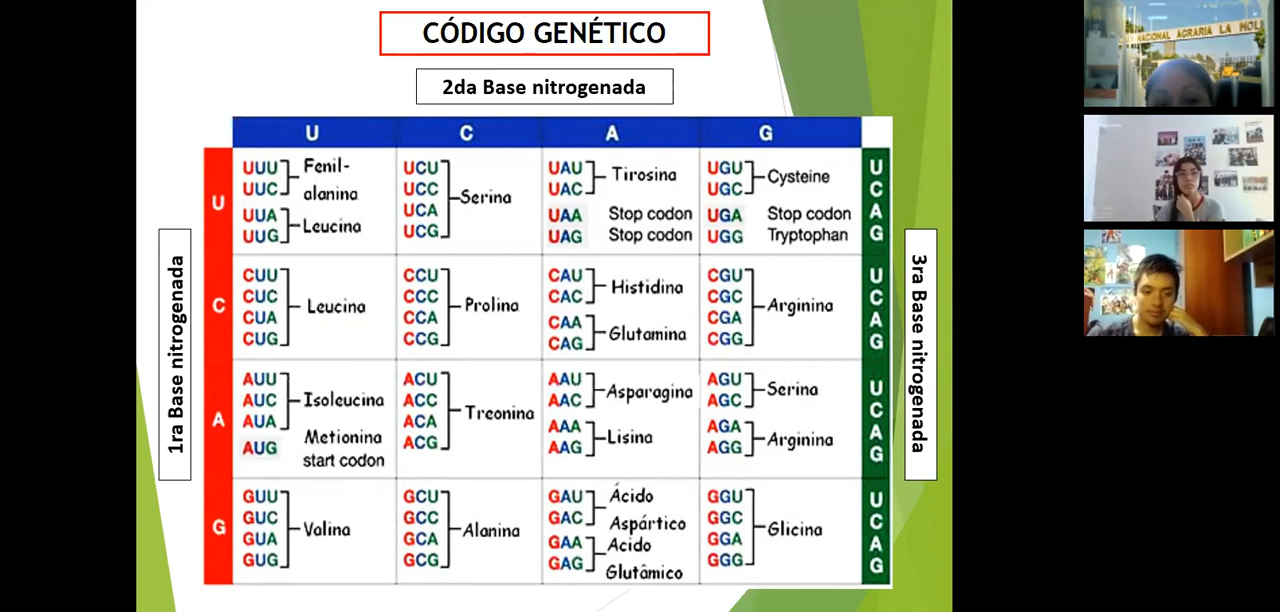 CÓDIGO GENÉTICO
2da Base nitrogenada
U C A G
1ra Base nitrogenada
U
UUU
UUC
Fenil-
alanina
UUA
UUG
Leucina
UCU
UCC
UCA
UCG
Serina
UAU
UAC
Tirosina
UAA Stop codon
UAG Stop codon
UGU
UGC
Cysteine
UGA Stop codon
UGG Tryptophan
U
C
A
G
C
CUU
CUC
CUA
CUG
Leucina
CCU
CCC
CCA
CCG
Prolina
CAU
CAC
Histidina
CAA
CAG
Glutamina
CGU
CGC
CGA
CGG
Arginina
U
C
A
G
A
AUU
AUC
AUA
Isoleucina
AUG
Metionina
start codon
ACU
ACC
ACA
ACG
Treonina
AAU
AAC
Asparagina
AAA
AAG
Lisina
AGU
AGC
Serina
AGA
AGG
Arginina
U
C
A
G
G
GUU
GUC
GUA
GUG
Valina
GCU
GCC
GCA
GCG
Alanina
GAU
GAC
Ácido
Aspártico
GAA
GAG
Acido
Glutâmico
GGU
GGC
GGA
GGG
Glicina
U
C
A
G
3ra Base nitrogenada
NACIONAL AGRARIA LA MOLI